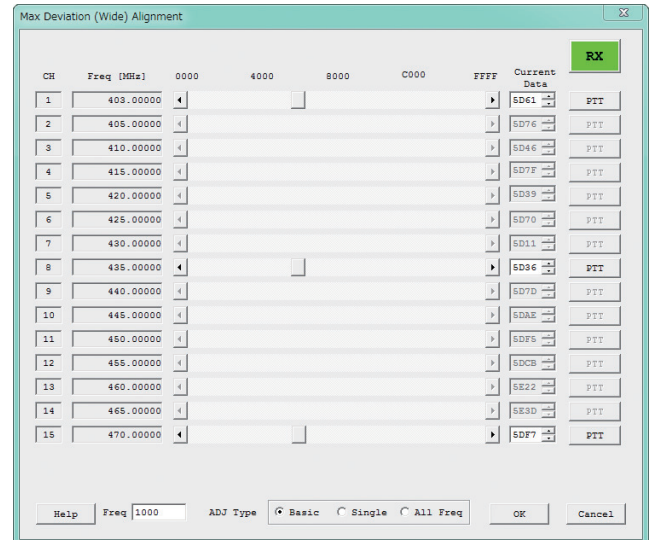 Max Deviation (Wide) Alignment
RX
CH Freq [MHz] 0000 4000 8000 C000 FFFF Current Data
1 403.00000 5D61 PTT
2 405.00000 5D76 PTT
3 410.00000 5D46 PTT
4 415.00000 5D7F PTT
5 420.00000 5D39 PTT
6 425.00000 5D70 PTT
7 430.00000 5D11 PTT
8 435.00000 5D36 PTT
9 440.00000 5D7D PTT
10 445.00000 5DAE PTT
11 450.00000 5DF5 PTT
12 455.00000 5DCB PTT
13 460.00000 5E22 PTT
14 465.00000 5E3D PTT
15 470.00000 5DF7 PTT
Help Freq 1000 ADJ Type Basic Single All Freq OK Cancel